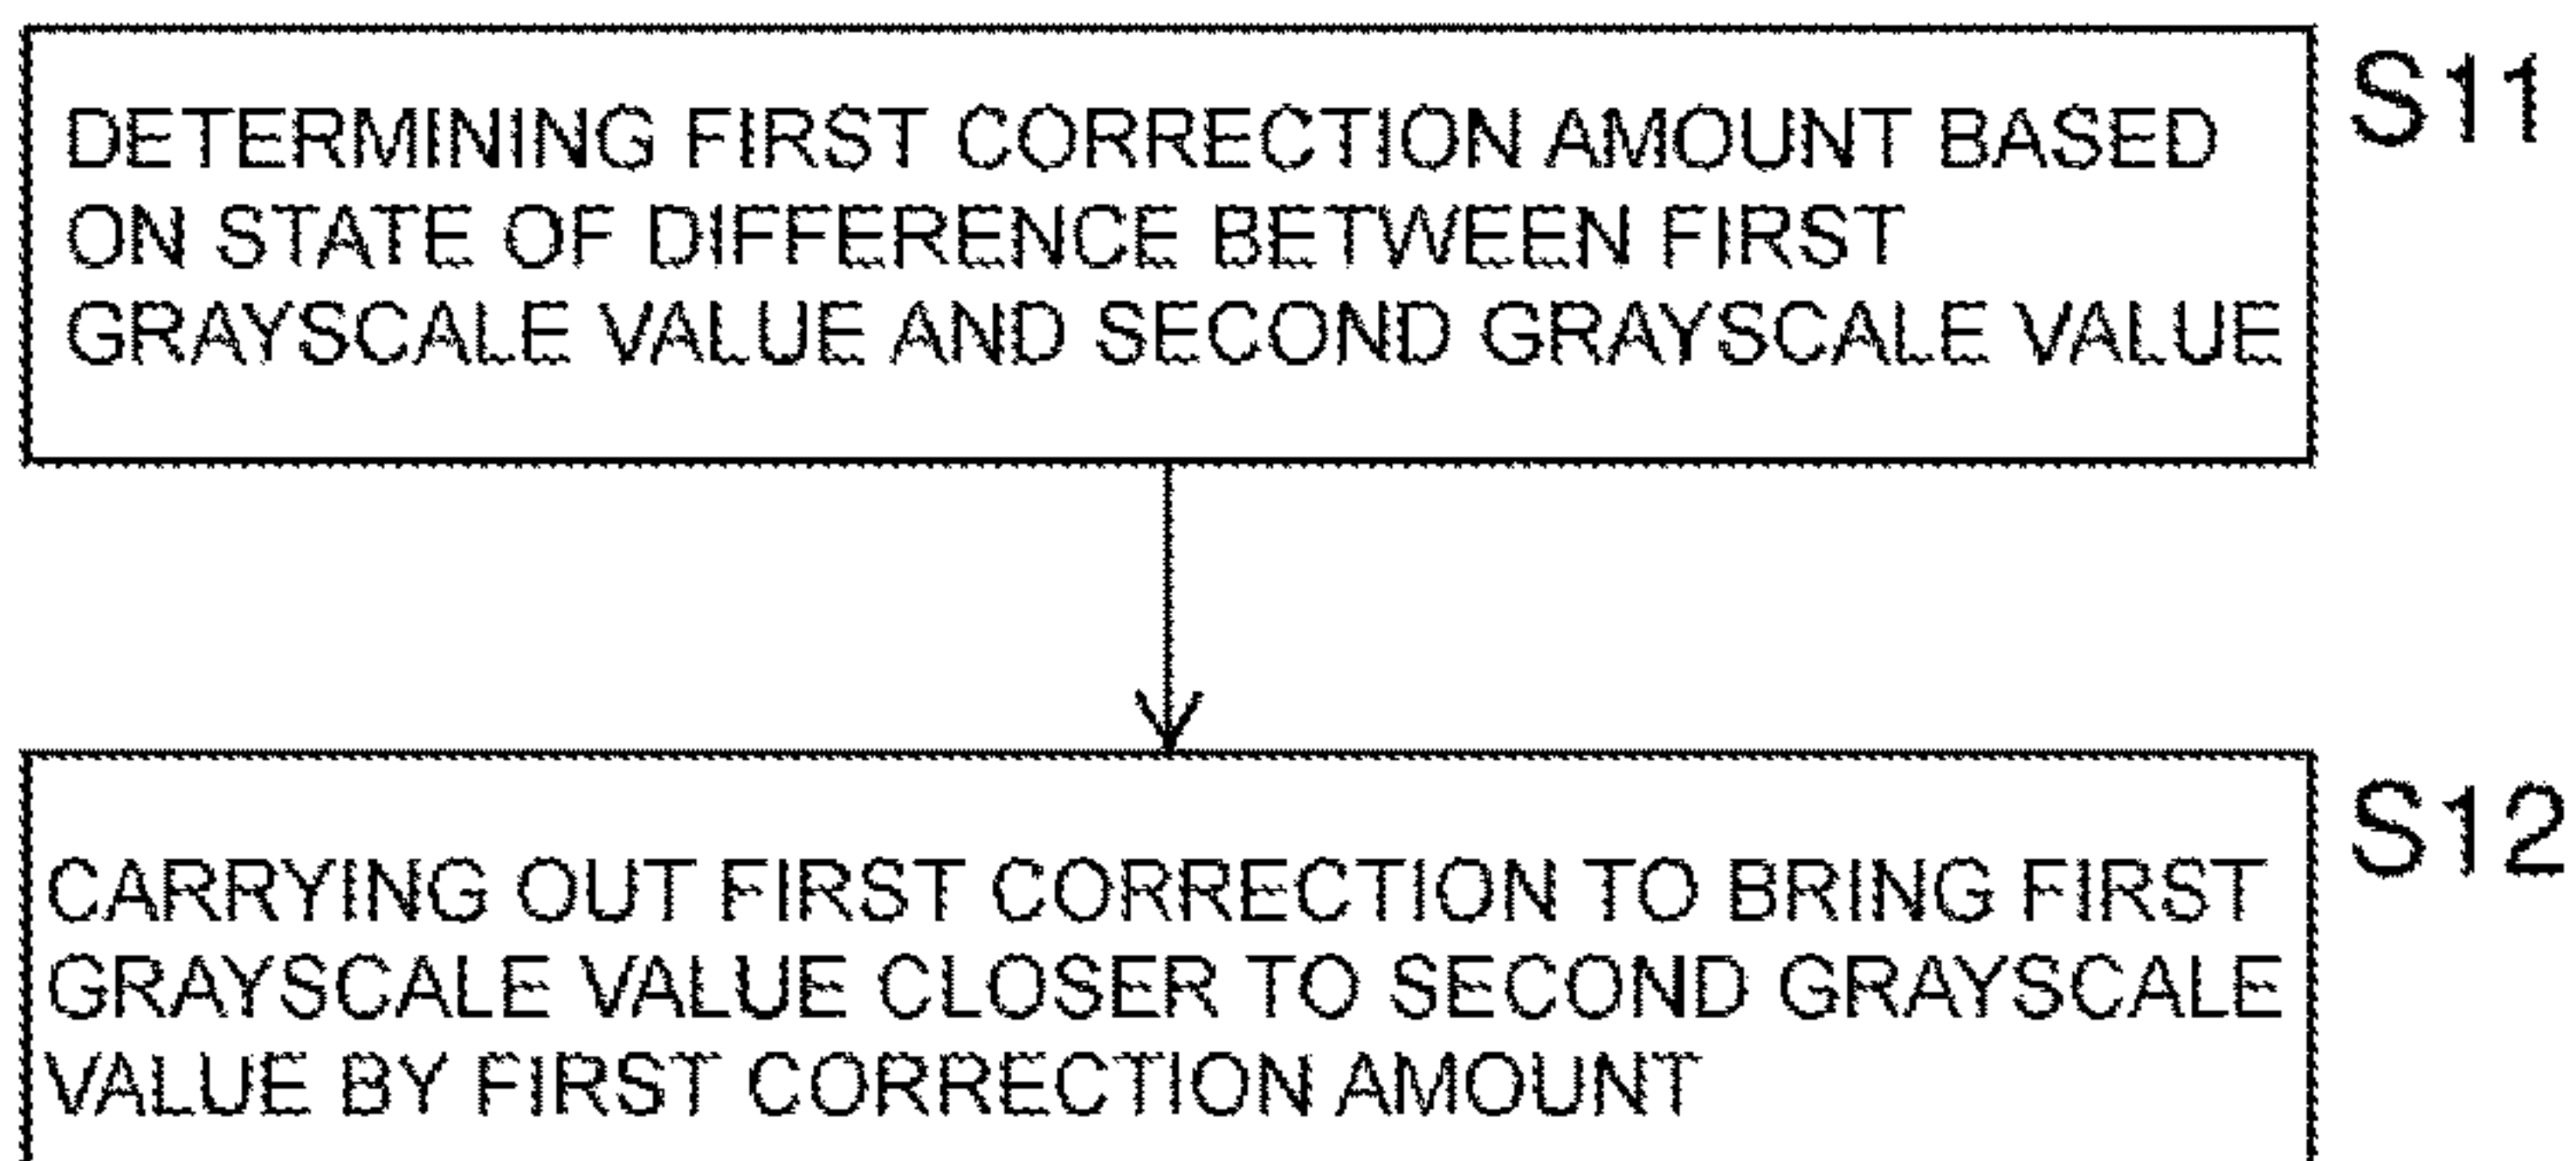 DETERMINING FIRST CORRECTION AMOUNT BASED
ON STATE OF DIFFERENCE BETWEEN FIRST
GRAYSCALE VALUE AND SECOND GRAYSCALE VALUE
S11
CARRYING OUT FIRST CORRECTION TO BRING FIRST
GRAYSCALE VALUE CLOSER TO SECOND GRAYSCALE
VALUE BY FIRST CORRECTION AMOUNT
S12